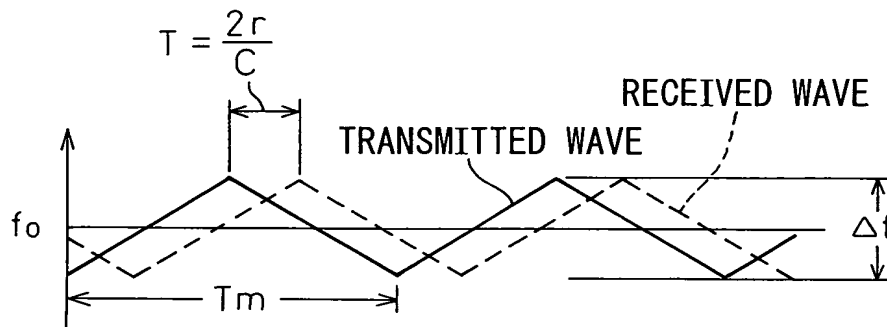 T = 2r/C
RECEIVED WAVE
TRANSMITTED WAVE
fo
Δf
Tm